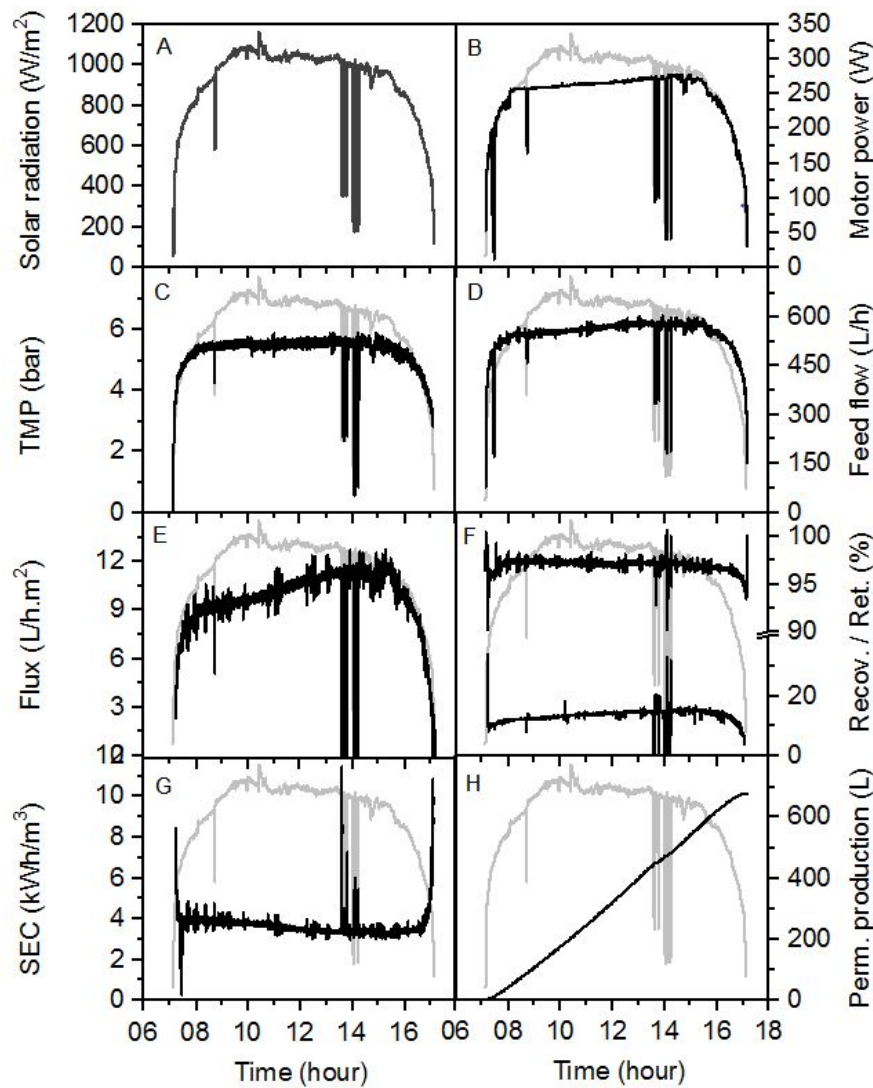 1200
1000
800
600
400
200
0
Solar radiation (W/m²)
A
B
350
300
250
200
150
100
50
0
Motor power (W)
6
4
2
0
TMP (bar)
C
D
600
450
300
150
0
Feed flow (L/h)
12
9
6
3
Flux (L/h.m²)
E
F
100
95
90
20
0
Recov. / Ret. (%)
12
10
8
6
4
2
0
SEC (kWh/m³)
G
H
600
400
200
0
Perm. production (L)
06 08 10 12 14 16 06 08 10 12 14 16 18
Time (hour) Time (hour)